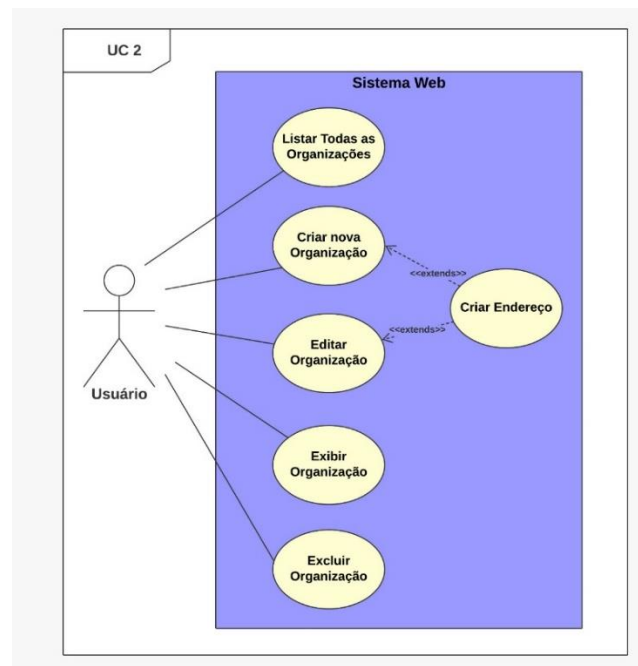 UC 2
Sistema Web
Listar Todas as
Organizações
Criar nova
Organização
<<extends>>
Criar Endereço
<<extends>>
Editar
Organização
Usuário
Exibir
Organização
Excluir
Organização